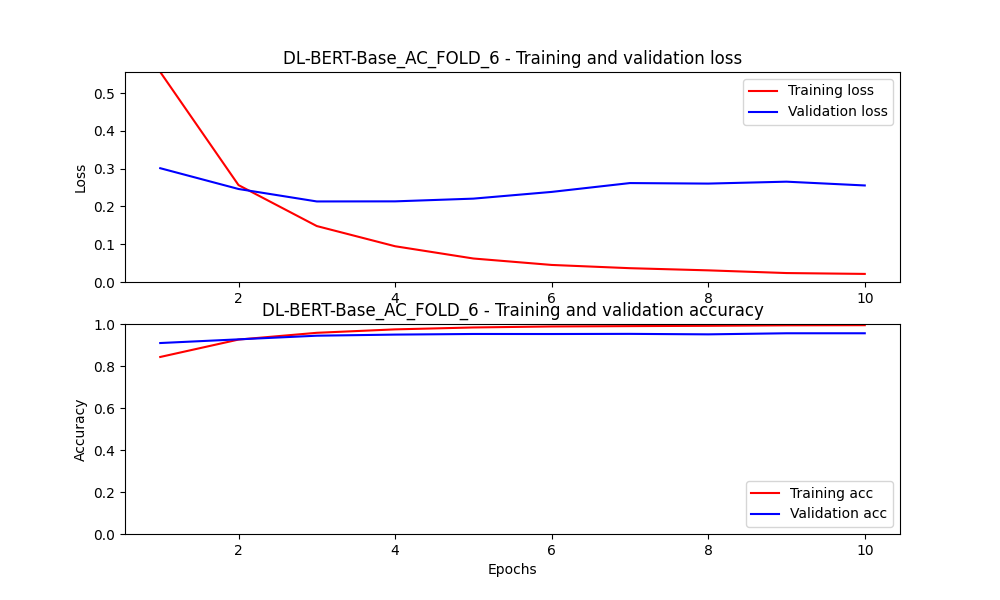 DL-BERT-Base_AC_FOLD_6 - Training and validation loss
0.5
0.4
0.3
0.2
0.1
0.0
Loss
Training loss
Validation loss
2 4 6 8 10
DL-BERT-Base_AC_FOLD_6 - Training and validation accuracy
1.0
0.8
0.6
0.4
0.2
0.0
Accuracy
Training acc
Validation acc
2 4 6 8 10
Epochs